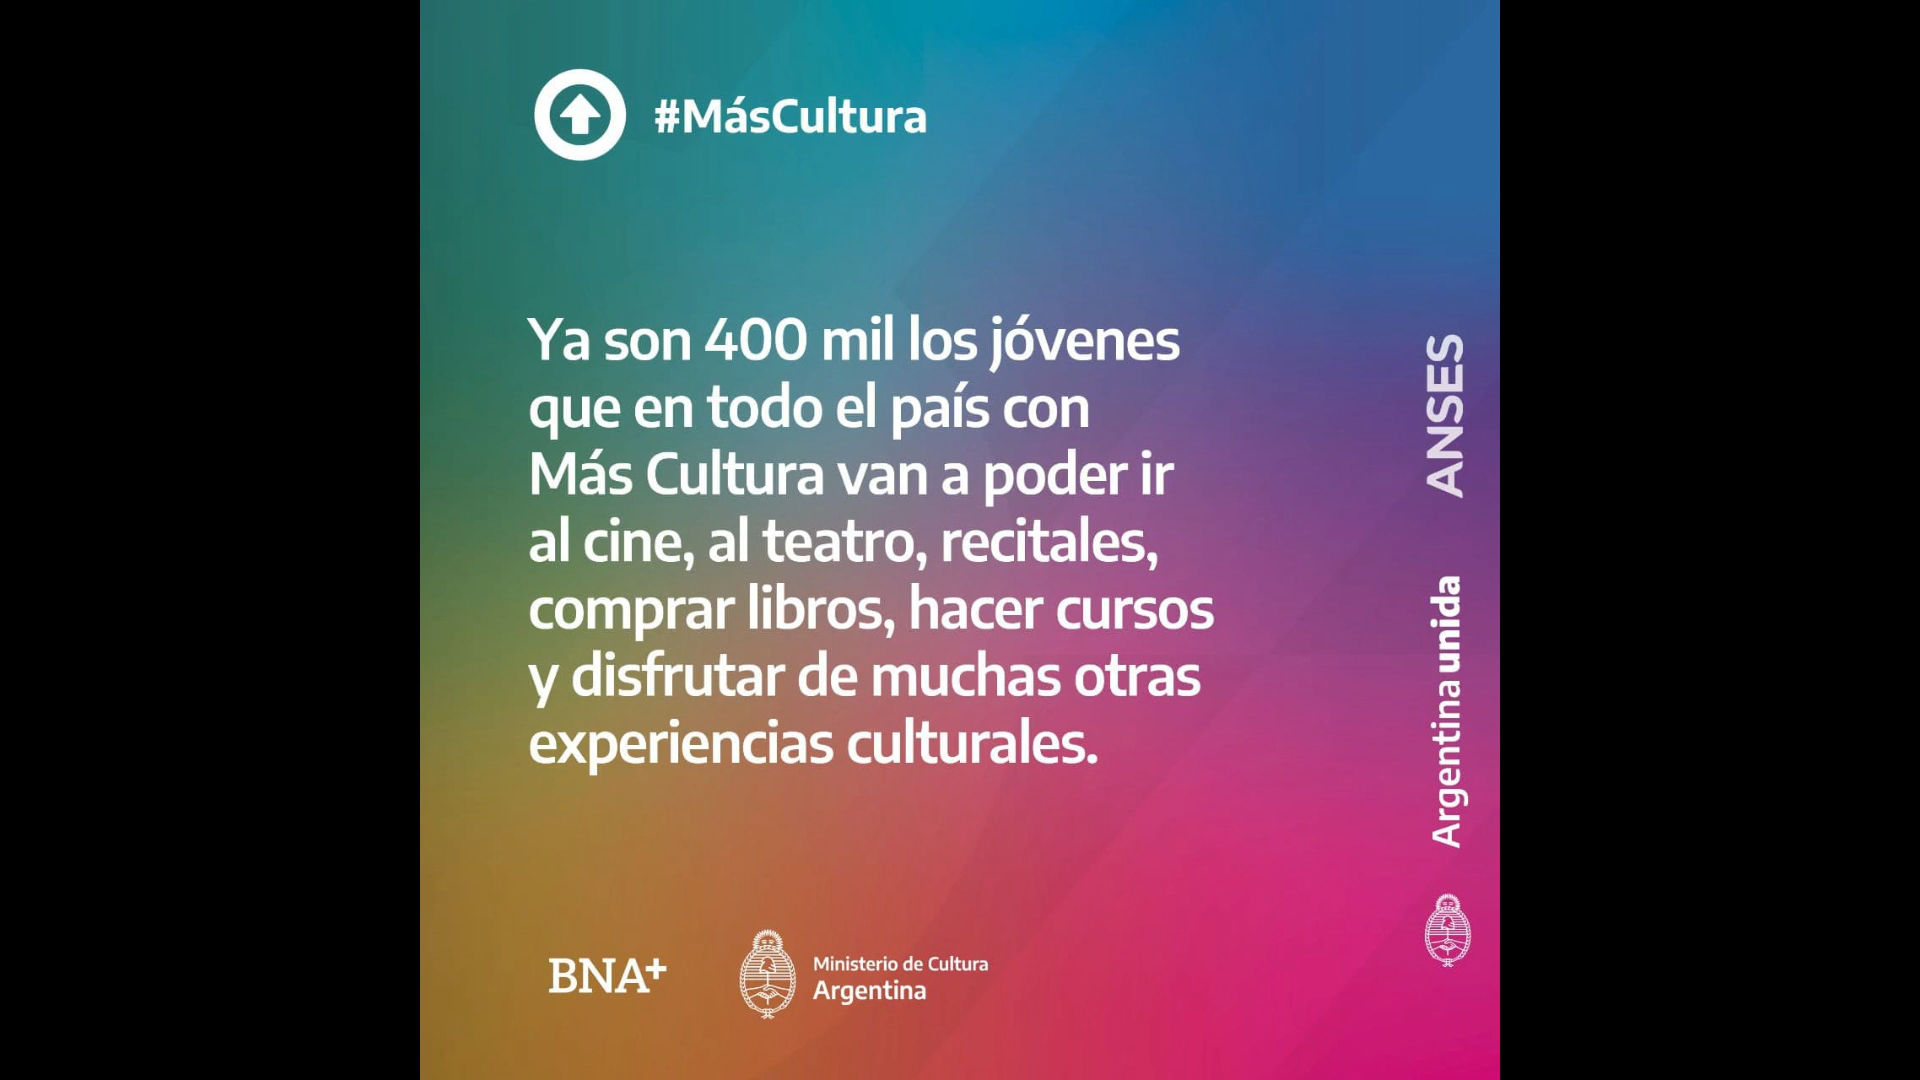 #MásCultura
Ya son 400 mil los jóvenes
que en todo el país con
Más Cultura van a poder ir
al cine, al teatro, recitales,
comprar libros, hacer cursos
y disfrutar de muchas otras
experiencias culturales.
BNA+
Ministerio de Cultura
Argentina
Argentina unida
ANSES